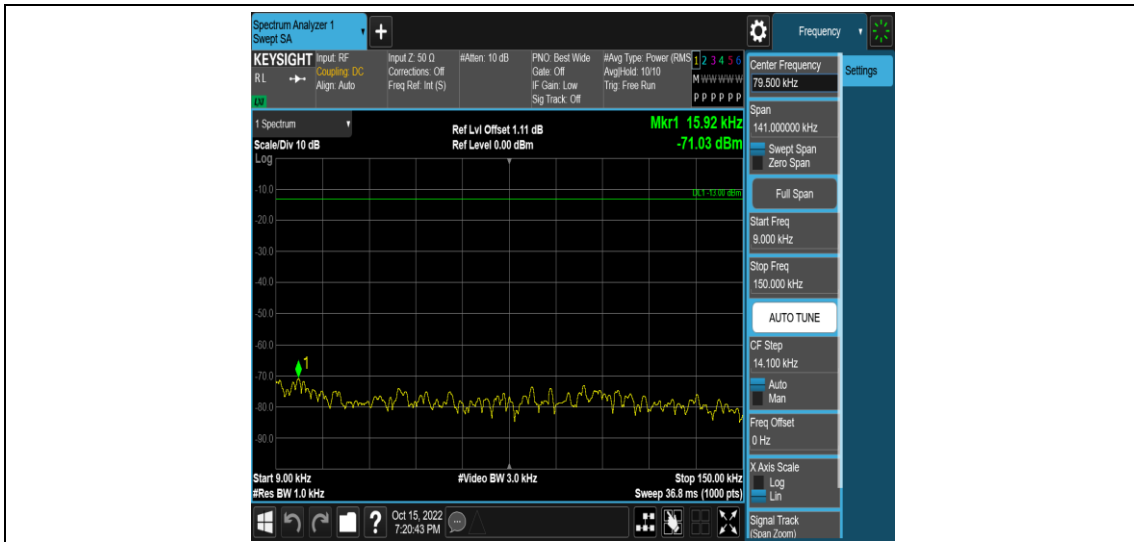 Spectrum Analyzer 1
Swept SA
+
Frequency
KEYSIGHT
RL
LXI
Input: RF
Coupling: DC
Align: Auto
Input Z: 50 Ω
Corrections: Off
Freq Ref: Int (S)
#Atten: 10 dB
PNO: Best Wide
Gate: Off
IF Gain: Low
Sig Track: Off
#Avg Type: Power (RMS
Avg|Hold: 10/10
Trig: Free Run
1 2 3 4 5 6
M W W W W W
P P P P P P
1 Spectrum
Scale/Div 10 dB
Log
Ref Lvl Offset 1.11 dB
Ref Level 0.00 dBm
Mkr1 15.92 kHz
-71.03 dBm
DL1 -13.00 dBm
-10.0
-20.0
-30.0
-40.0
-50.0
-60.0
-70.0
-80.0
-90.0
1
Start 9.00 kHz
#Res BW 1.0 kHz
#Video BW 3.0 kHz
Stop 150.00 kHz
Sweep 36.8 ms (1000 pts)
Center Frequency
79.500 kHz
Settings
Span
141.000000 kHz
Swept Span
Zero Span
Full Span
Start Freq
9.000 kHz
Stop Freq
150.000 kHz
AUTO TUNE
CF Step
14.100 kHz
Auto
Man
Freq Offset
0 Hz
X Axis Scale
Log
Lin
Signal Track
(Span Zoom)
?
Oct 15, 2022
7:20:43 PM